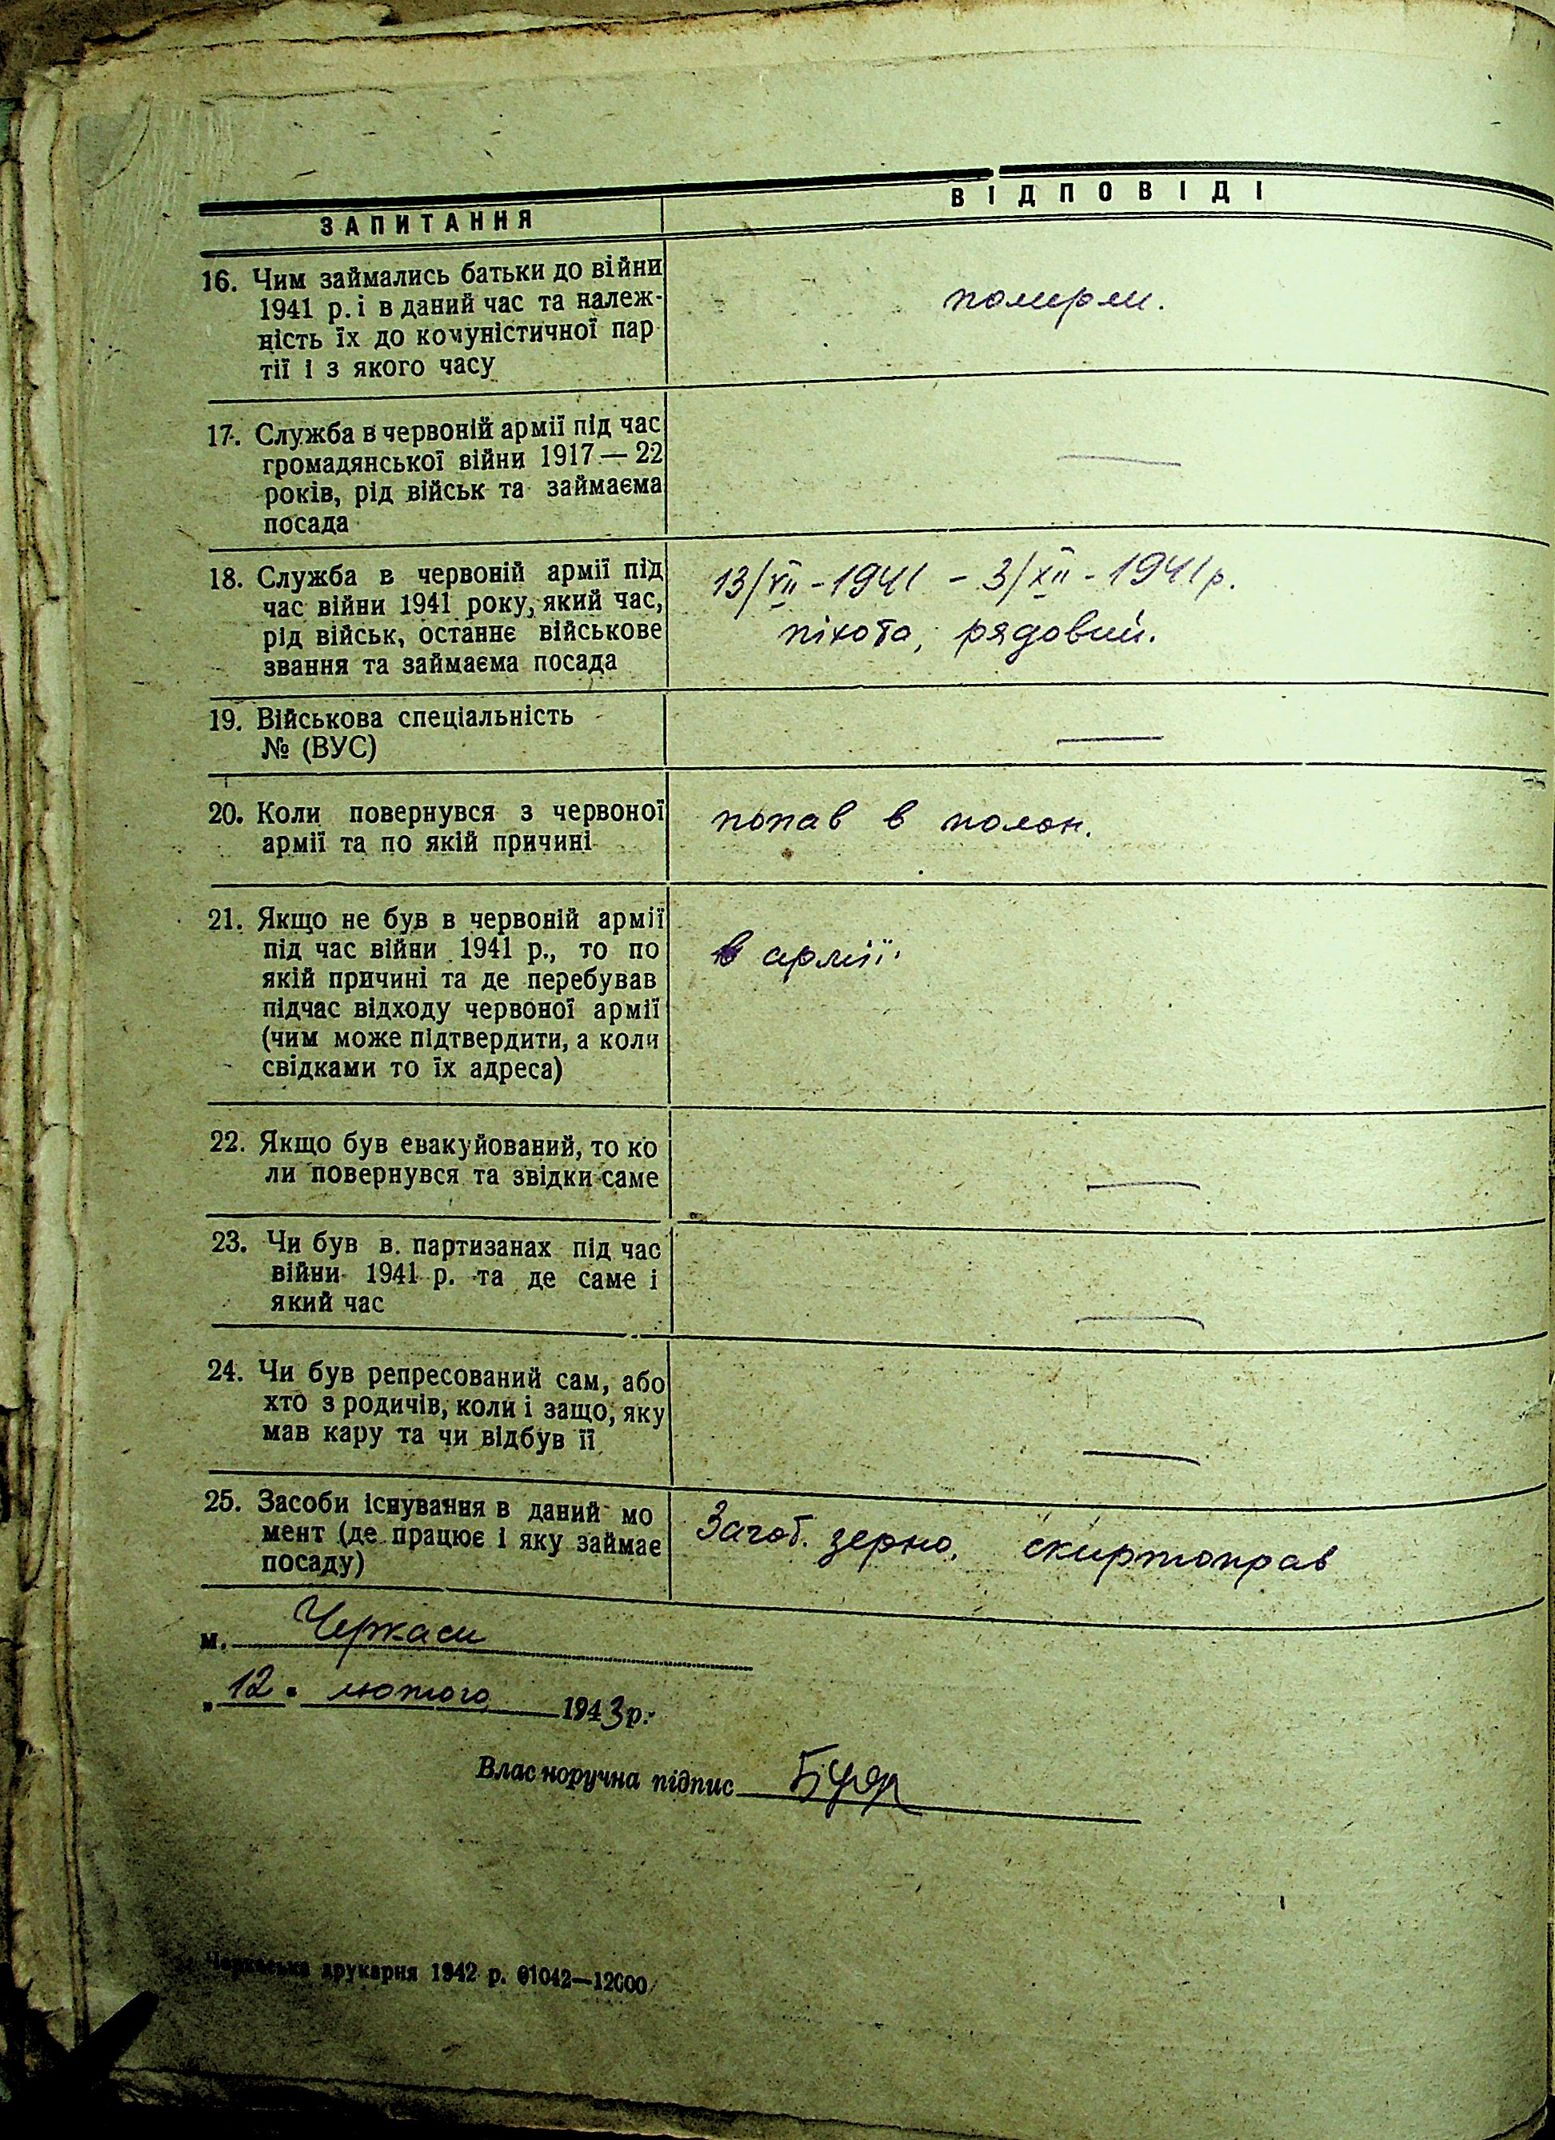 ЗАПИТАННЯ
ВІДПОВІДІ
16. Чим займались батьки до війни
1941 р. і в даний час та належ-
ність їх до комуністичної пар
тії і з якого часу
померли.
17. Служба в червоній армії під час
громадянської війни 1917—22
років, рід військ та займаєма
посада
—
18. Служба в червоній армії під
час війни 1941 року, який час,
рід військ, останнє військове
звання та займаєма посада
13/VII - 1941 - 3/XII - 1941 р.
піхота, рядовий.
19. Військова спеціальність
№ (ВУС)
—
20. Коли повернувся з червоної
армії та по якій причині
попав в полон.
21. Якщо не був в червоній армії
під час війни 1941 р., то по
якій причині та де перебував
підчас відходу червоної армії
(чим може підтвердити, а коли
свідками то їх адреса)
в армії.
22. Якщо був евакуйований, то ко
ли повернувся та звідки саме
—
23. Чи був в. партизанах під час
війни 1941 р. та де саме і
який час
—
24. Чи був репресований сам, або
хто з родичів, коли і защо, яку
мав кару та чи відбув її
—
25. Засоби існування в даний мо
мент (де працює і яку займає
посаду)
Загот. зерно. скиртоправ
м. Черкаси
„12" лютого 1943 р.
Власноручна підпис
Черкаська друкарня 1942 р. 01042—12000